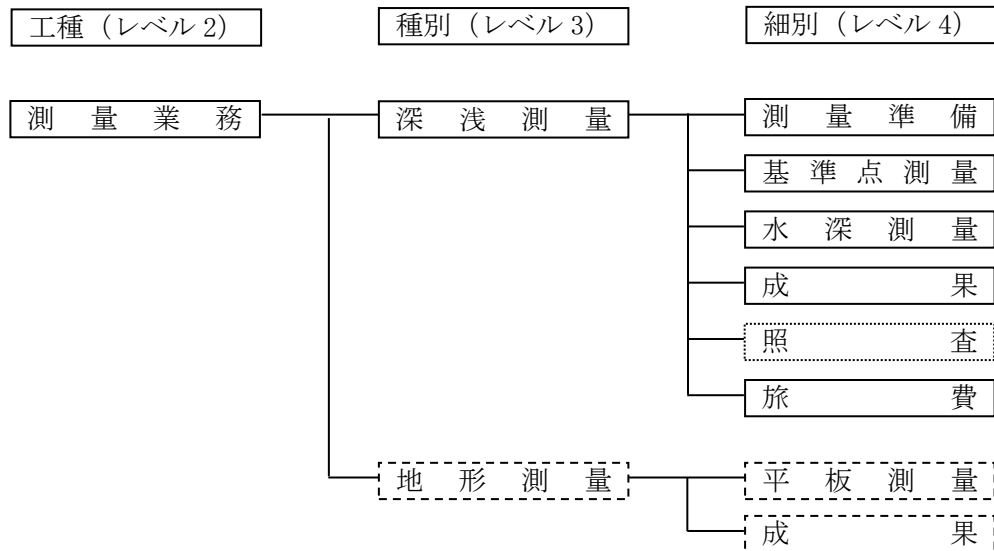 工種（レベル2） 種別（レベル3） 細別（レベル4）
測量業務 深浅測量 測量準備
基準点測量
水深測量
成果
照査
旅費
地形測量 平板測量
成果